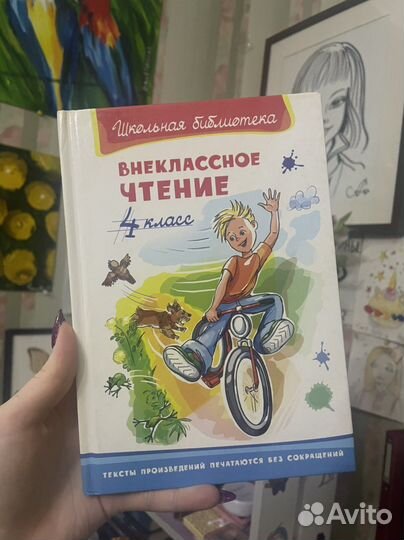 Школьная библиотека
ВНЕКЛАССНОЕ
ЧТЕНИЕ
4 класс
ТЕКСТЫ ПРОИЗВЕДЕНИЙ ПЕЧАТАЮТСЯ БЕЗ СОКРАЩЕНИЙ
Avito